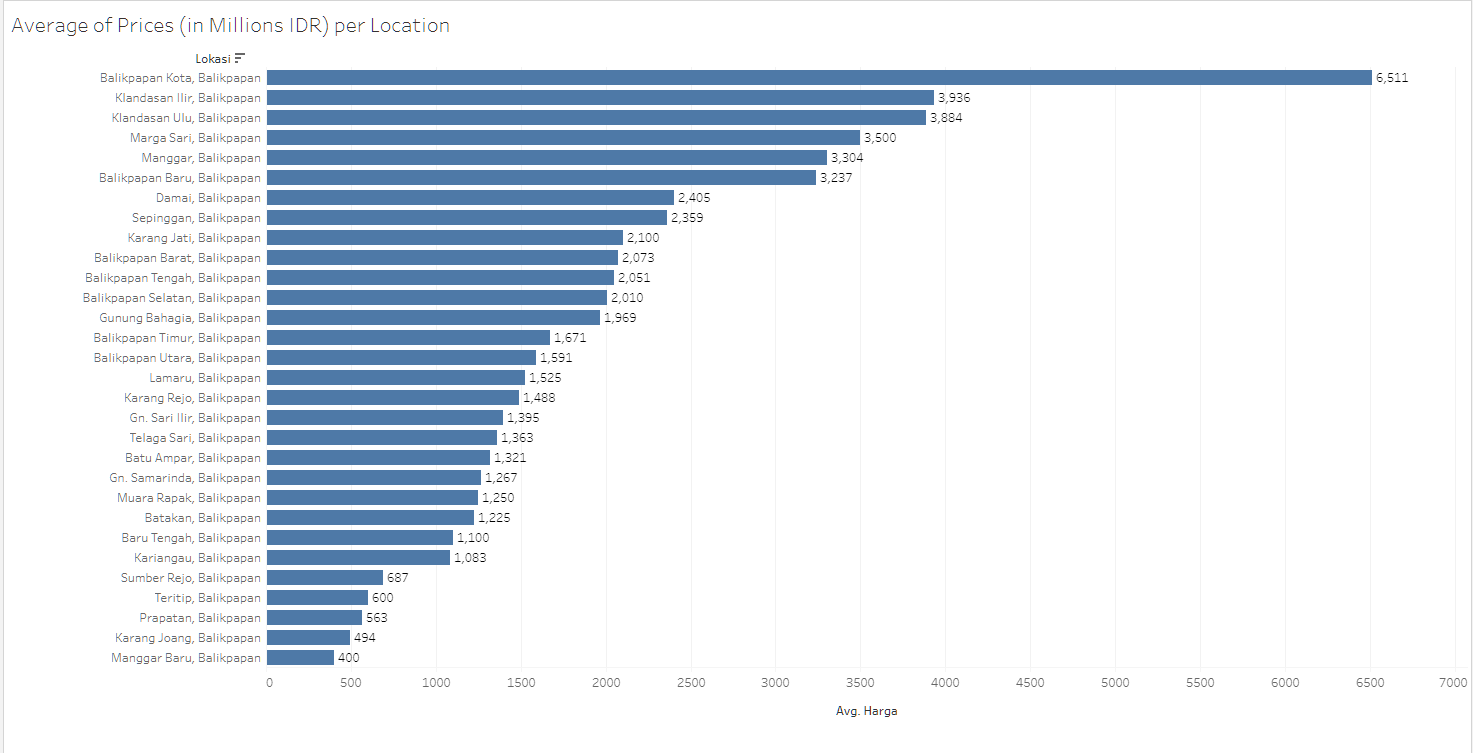 Average of Prices (in Millions IDR) per Location
Lokasi
Balikpapan Kota, Balikpapan 6,511
Klandasan Ilir, Balikpapan 3,936
Klandasan Ulu, Balikpapan 3,884
Marga Sari, Balikpapan 3,500
Manggar, Balikpapan 3,304
Balikpapan Baru, Balikpapan 3,237
Damai, Balikpapan 2,405
Sepinggan, Balikpapan 2,359
Karang Jati, Balikpapan 2,100
Balikpapan Barat, Balikpapan 2,073
Balikpapan Tengah, Balikpapan 2,051
Balikpapan Selatan, Balikpapan 2,010
Gunung Bahagia, Balikpapan 1,969
Balikpapan Timur, Balikpapan 1,671
Balikpapan Utara, Balikpapan 1,591
Lamaru, Balikpapan 1,525
Karang Rejo, Balikpapan 1,488
Gn. Sari Ilir, Balikpapan 1,395
Telaga Sari, Balikpapan 1,363
Batu Ampar, Balikpapan 1,321
Gn. Samarinda, Balikpapan 1,267
Muara Rapak, Balikpapan 1,250
Batakan, Balikpapan 1,225
Baru Tengah, Balikpapan 1,100
Kariangau, Balikpapan 1,083
Sumber Rejo, Balikpapan 687
Teritip, Balikpapan 600
Prapatan, Balikpapan 563
Karang Joang, Balikpapan 494
Manggar Baru, Balikpapan 400
0 500 1000 1500 2000 2500 3000 3500 4000 4500 5000 5500 6000 6500 7000
Avg. Harga